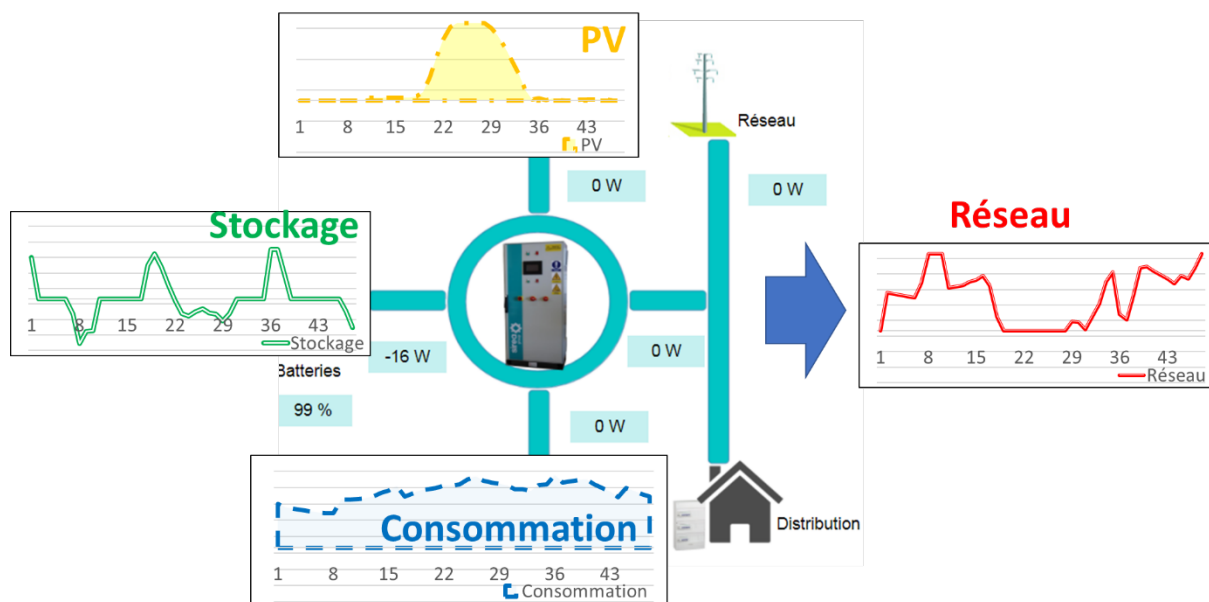 PV
1 8 15 22 29 36 43
PV
Réseau
0 W
0 W
Stockage
1 8 15 22 29 36 43
Stockage
Réseau
1 8 15 22 29 36 43
Réseau
-16 W
0 W
Batteries
99 %
0 W
Consommation
1 8 15 22 29 36 43
Consommation
Distribution